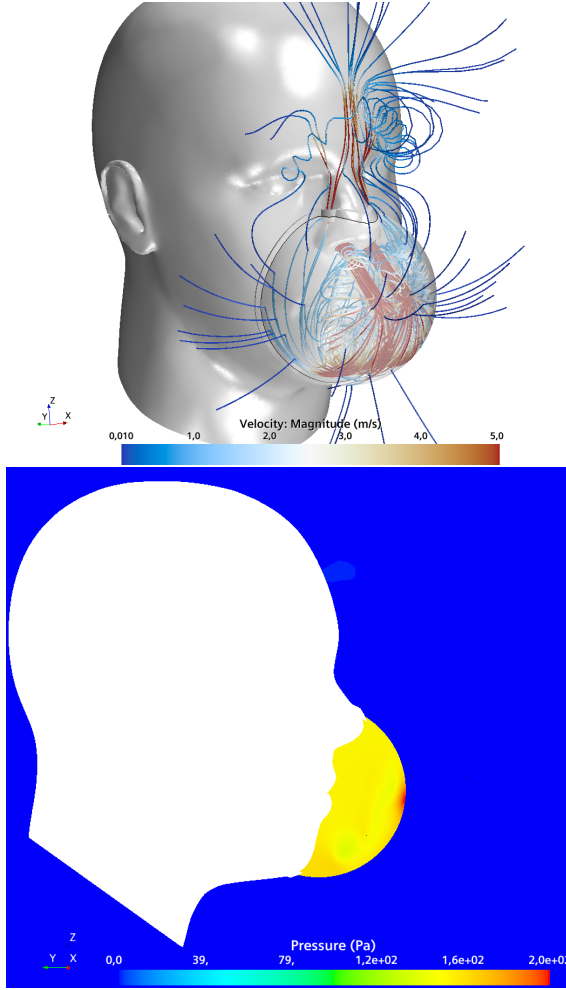 Z
Y X
Velocity: Magnitude (m/s)
0,010 1,0 2,0 3,0 4,0 5,0
Z
Y X
Pressure (Pa)
0,0 39, 79, 1,2e+02 1,6e+02 2,0e+02